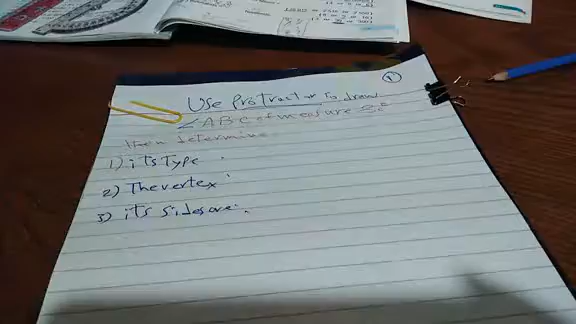 ①
Use Protractor to draw
∠ABC of measure
then determine
1) its Type
2) The vertex
3) its Sides are: